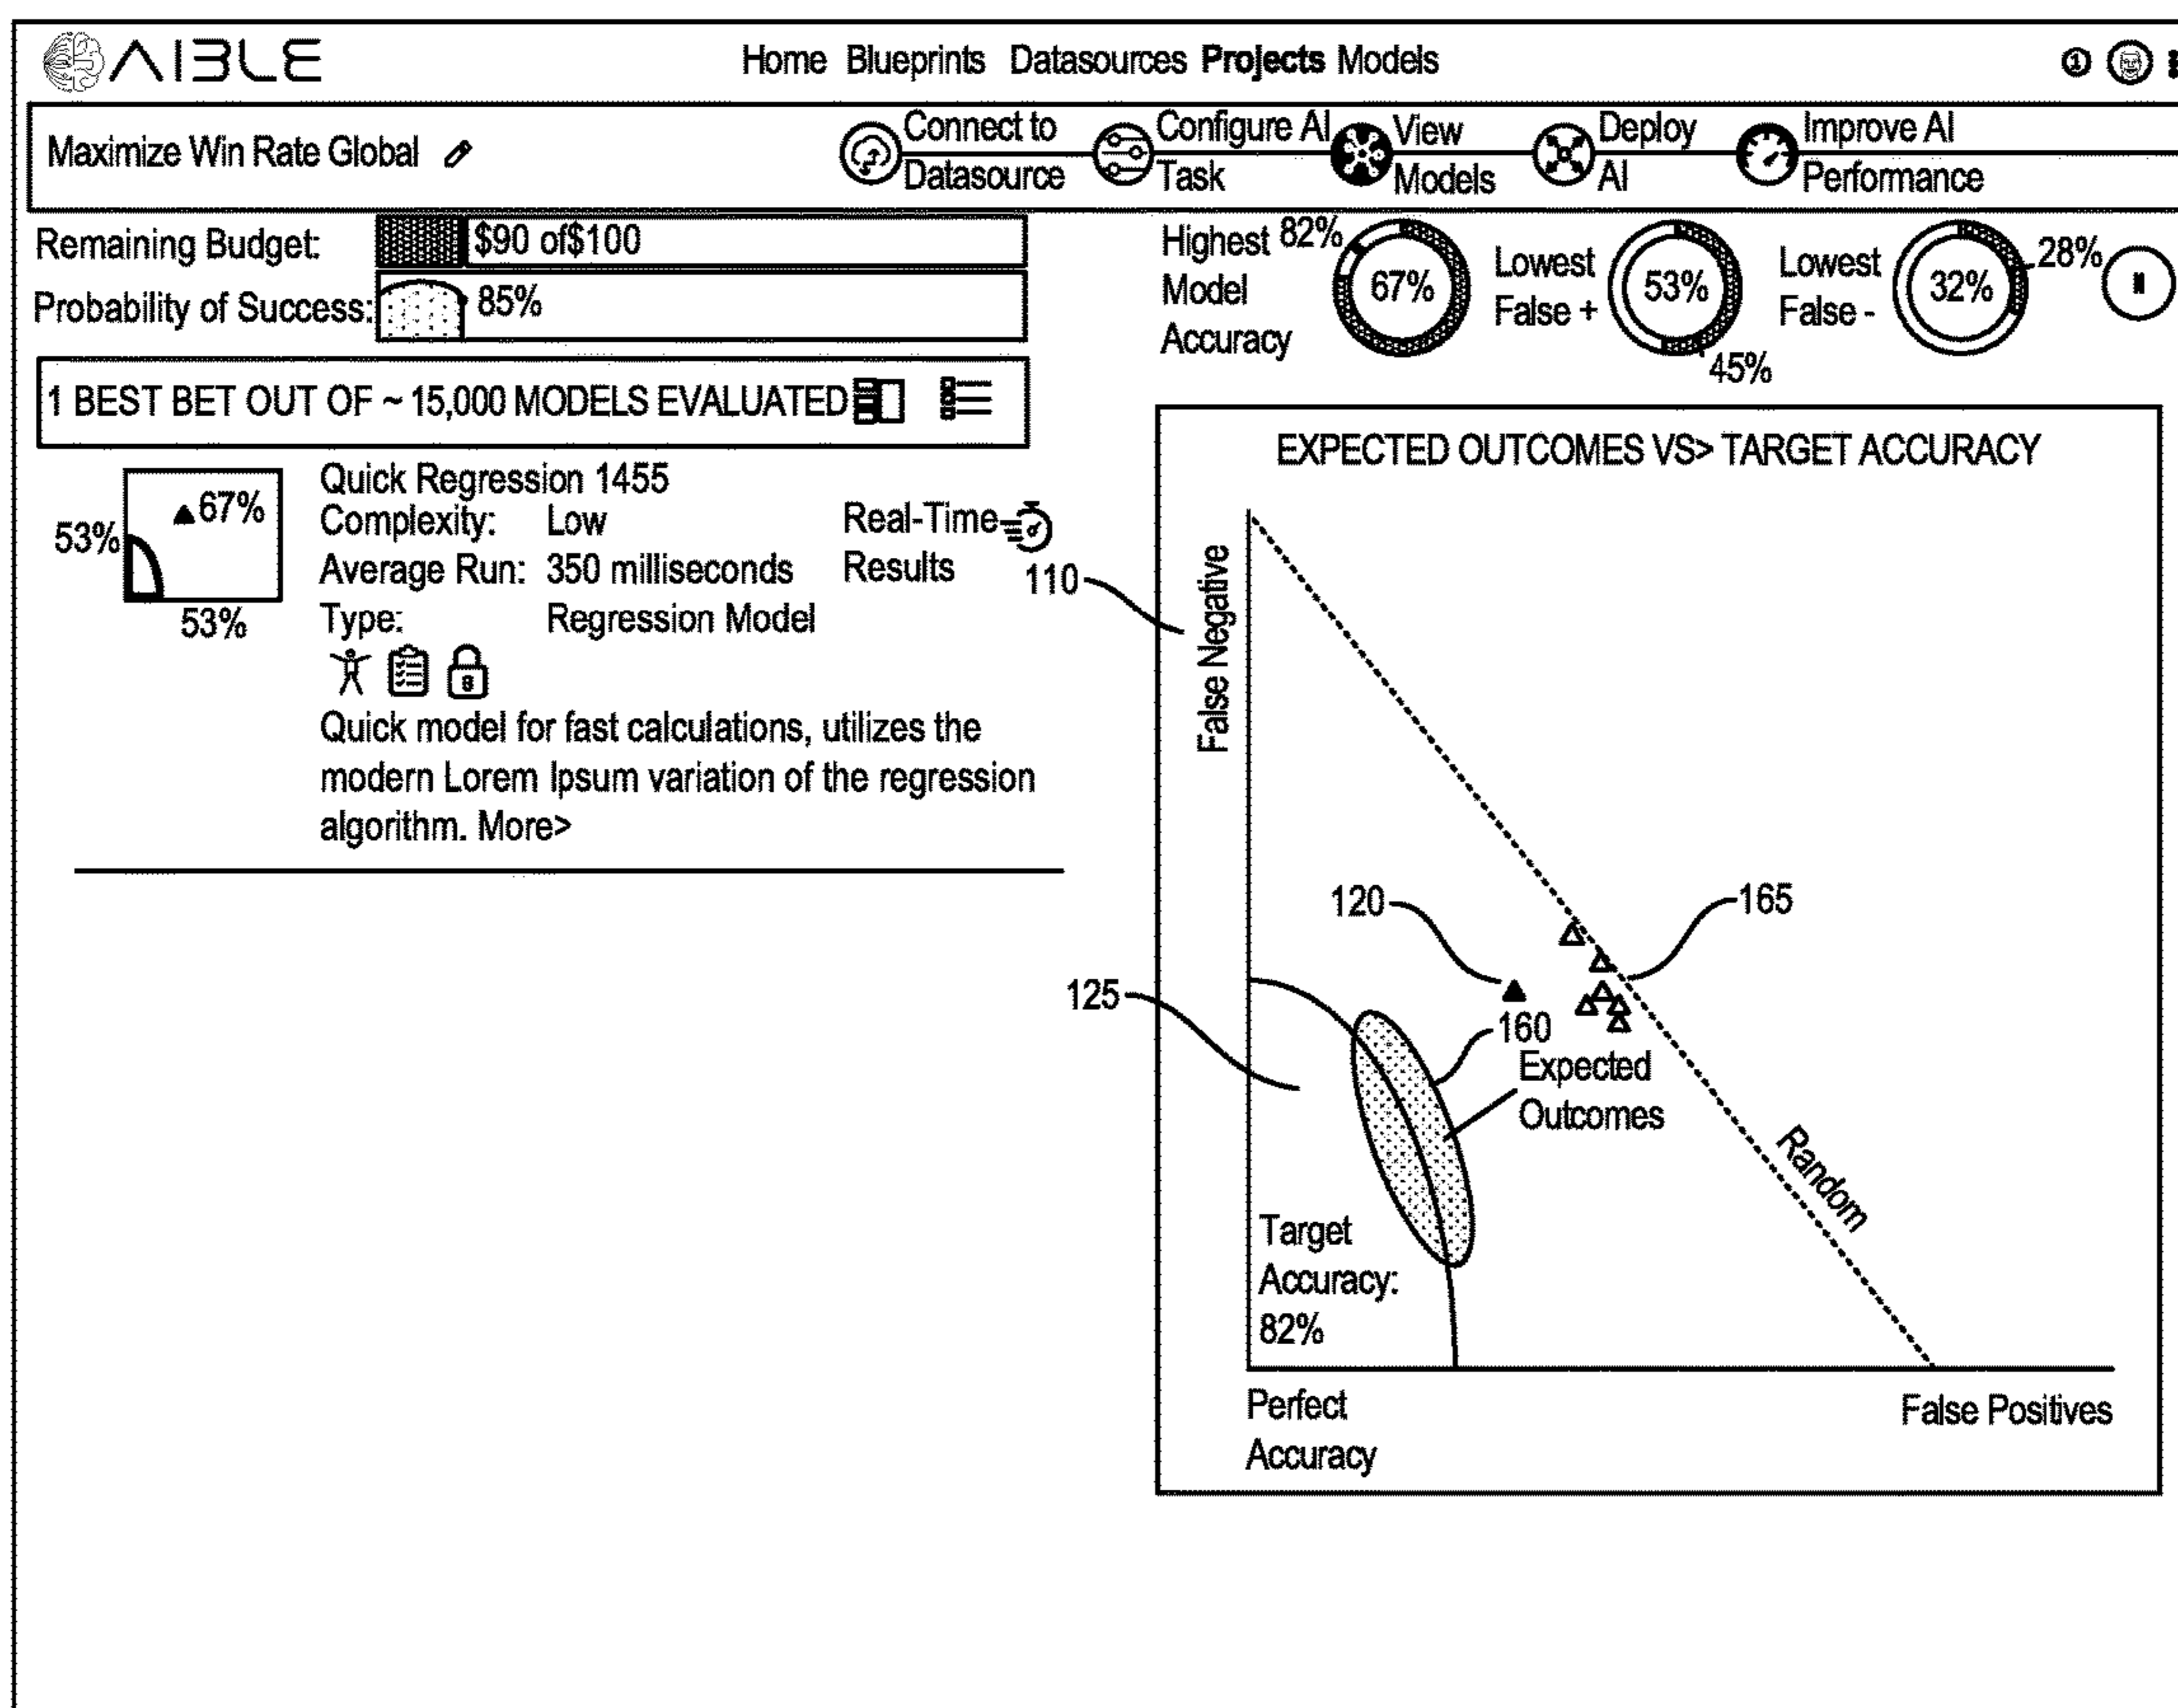 AIBLE
Home Blueprints Datasources Projects Models
1
Maximize Win Rate Global
Connect to
Datasource
Configure AI
Task
View
Models
Deploy
AI
Improve AI
Performance
Remaining Budget:
$90 of$100
Probability of Success:
85%
Highest
Model
Accuracy
82%
67%
Lowest
False +
53%
45%
Lowest
False -
32%
28%
1 BEST BET OUT OF ~ 15,000 MODELS EVALUATED
67%
53%
53%
Quick Regression 1455
Complexity: Low
Average Run: 350 milliseconds
Type: Regression Model
Real-Time
Results
Quick model for fast calculations, utilizes the
modern Lorem Ipsum variation of the regression
algorithm. More>
110
EXPECTED OUTCOMES VS> TARGET ACCURACY
False Negative
120
165
125
160
Expected
Outcomes
Random
Target
Accuracy:
82%
Perfect
Accuracy
False Positives